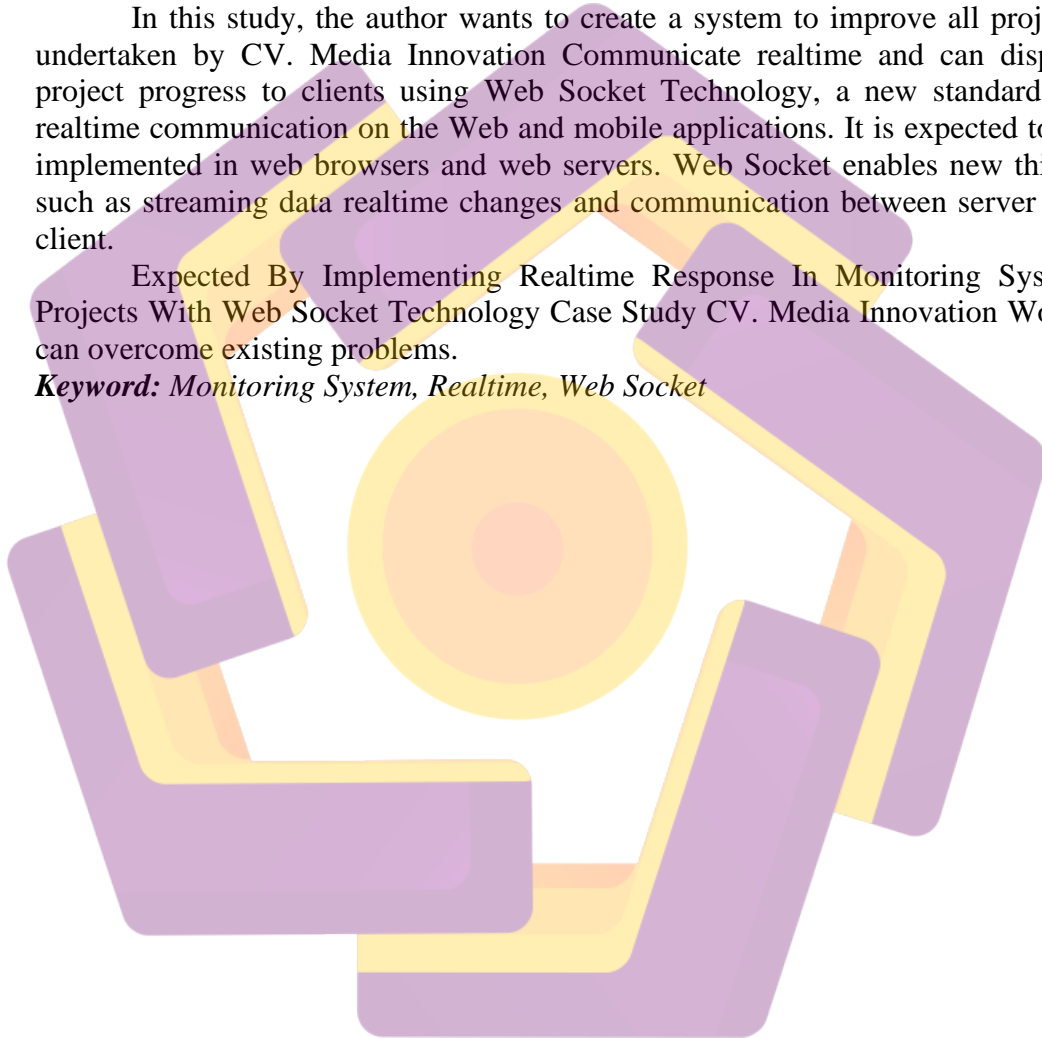 In this study, the author wants to create a system to improve all proj
undertaken by CV. Media Innovation Communicate realtime and can disp
project progress to clients using Web Socket Technology, a new standard
realtime communication on the Web and mobile applications. It is expected to
implemented in web browsers and web servers. Web Socket enables new thi
such as streaming data realtime changes and communication between server
client.
Expected By Implementing Realtime Response In Monitoring Sys
Projects With Web Socket Technology Case Study CV. Media Innovation Wo
can overcome existing problems.
Keyword: Monitoring System, Realtime, Web Socket